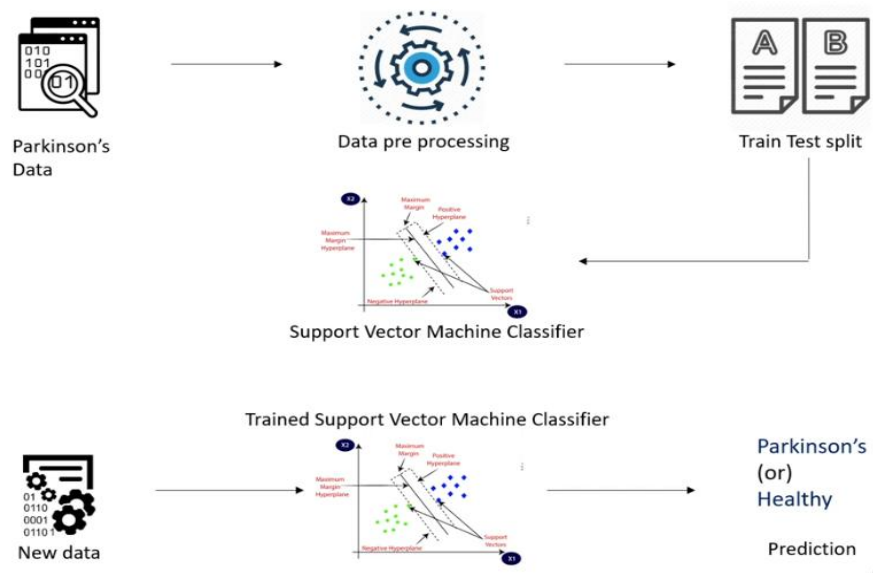 010
101
00
01
A
B
Parkinson's
Data
Data pre processing
Train Test split
X2
Maximum
Margin
Positive
Hyperplane
Maximum
Margin
Hyperplane
Support
Vectors
Negative Hyperplane
X1
Support Vector Machine Classifier
Trained Support Vector Machine Classifier
X2
Maximum
Margin
Positive
Hyperplane
Maximum
Margin
Hyperplane
Support
Vectors
Negative Hyperplane
X1
01
0110
0001
01101
New data
Parkinson's
(or)
Healthy
Prediction